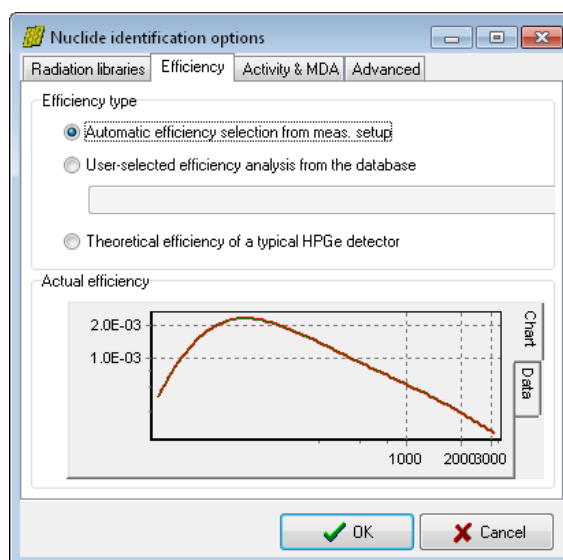 Nuclide identification options
Radiation libraries Efficiency Activity & MDA Advanced
Efficiency type
Automatic efficiency selection from meas. setup
User-selected efficiency analysis from the database
Theoretical efficiency of a typical HPGe detector
Actual efficiency
2.0E-03
1.0E-03
1000 2000 3000
Chart
Data
OK Cancel